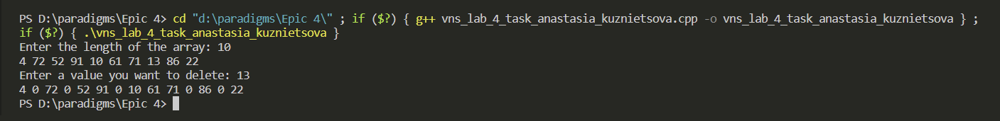 PS D:\paradigms\Epic 4> cd "d:\paradigms\Epic 4\" ; if ($?) { g++ vns_lab_4_task_anastasia_kuznietsova.cpp -o vns_lab_4_task_anastasia_kuznietsova } ;
if ($?) { .\vns_lab_4_task_anastasia_kuznietsova }
Enter the length of the array: 10
4 72 52 91 10 61 71 13 86 22
Enter a value you want to delete: 13
4 0 72 0 52 91 0 10 61 71 0 86 0 22
PS D:\paradigms\Epic 4>